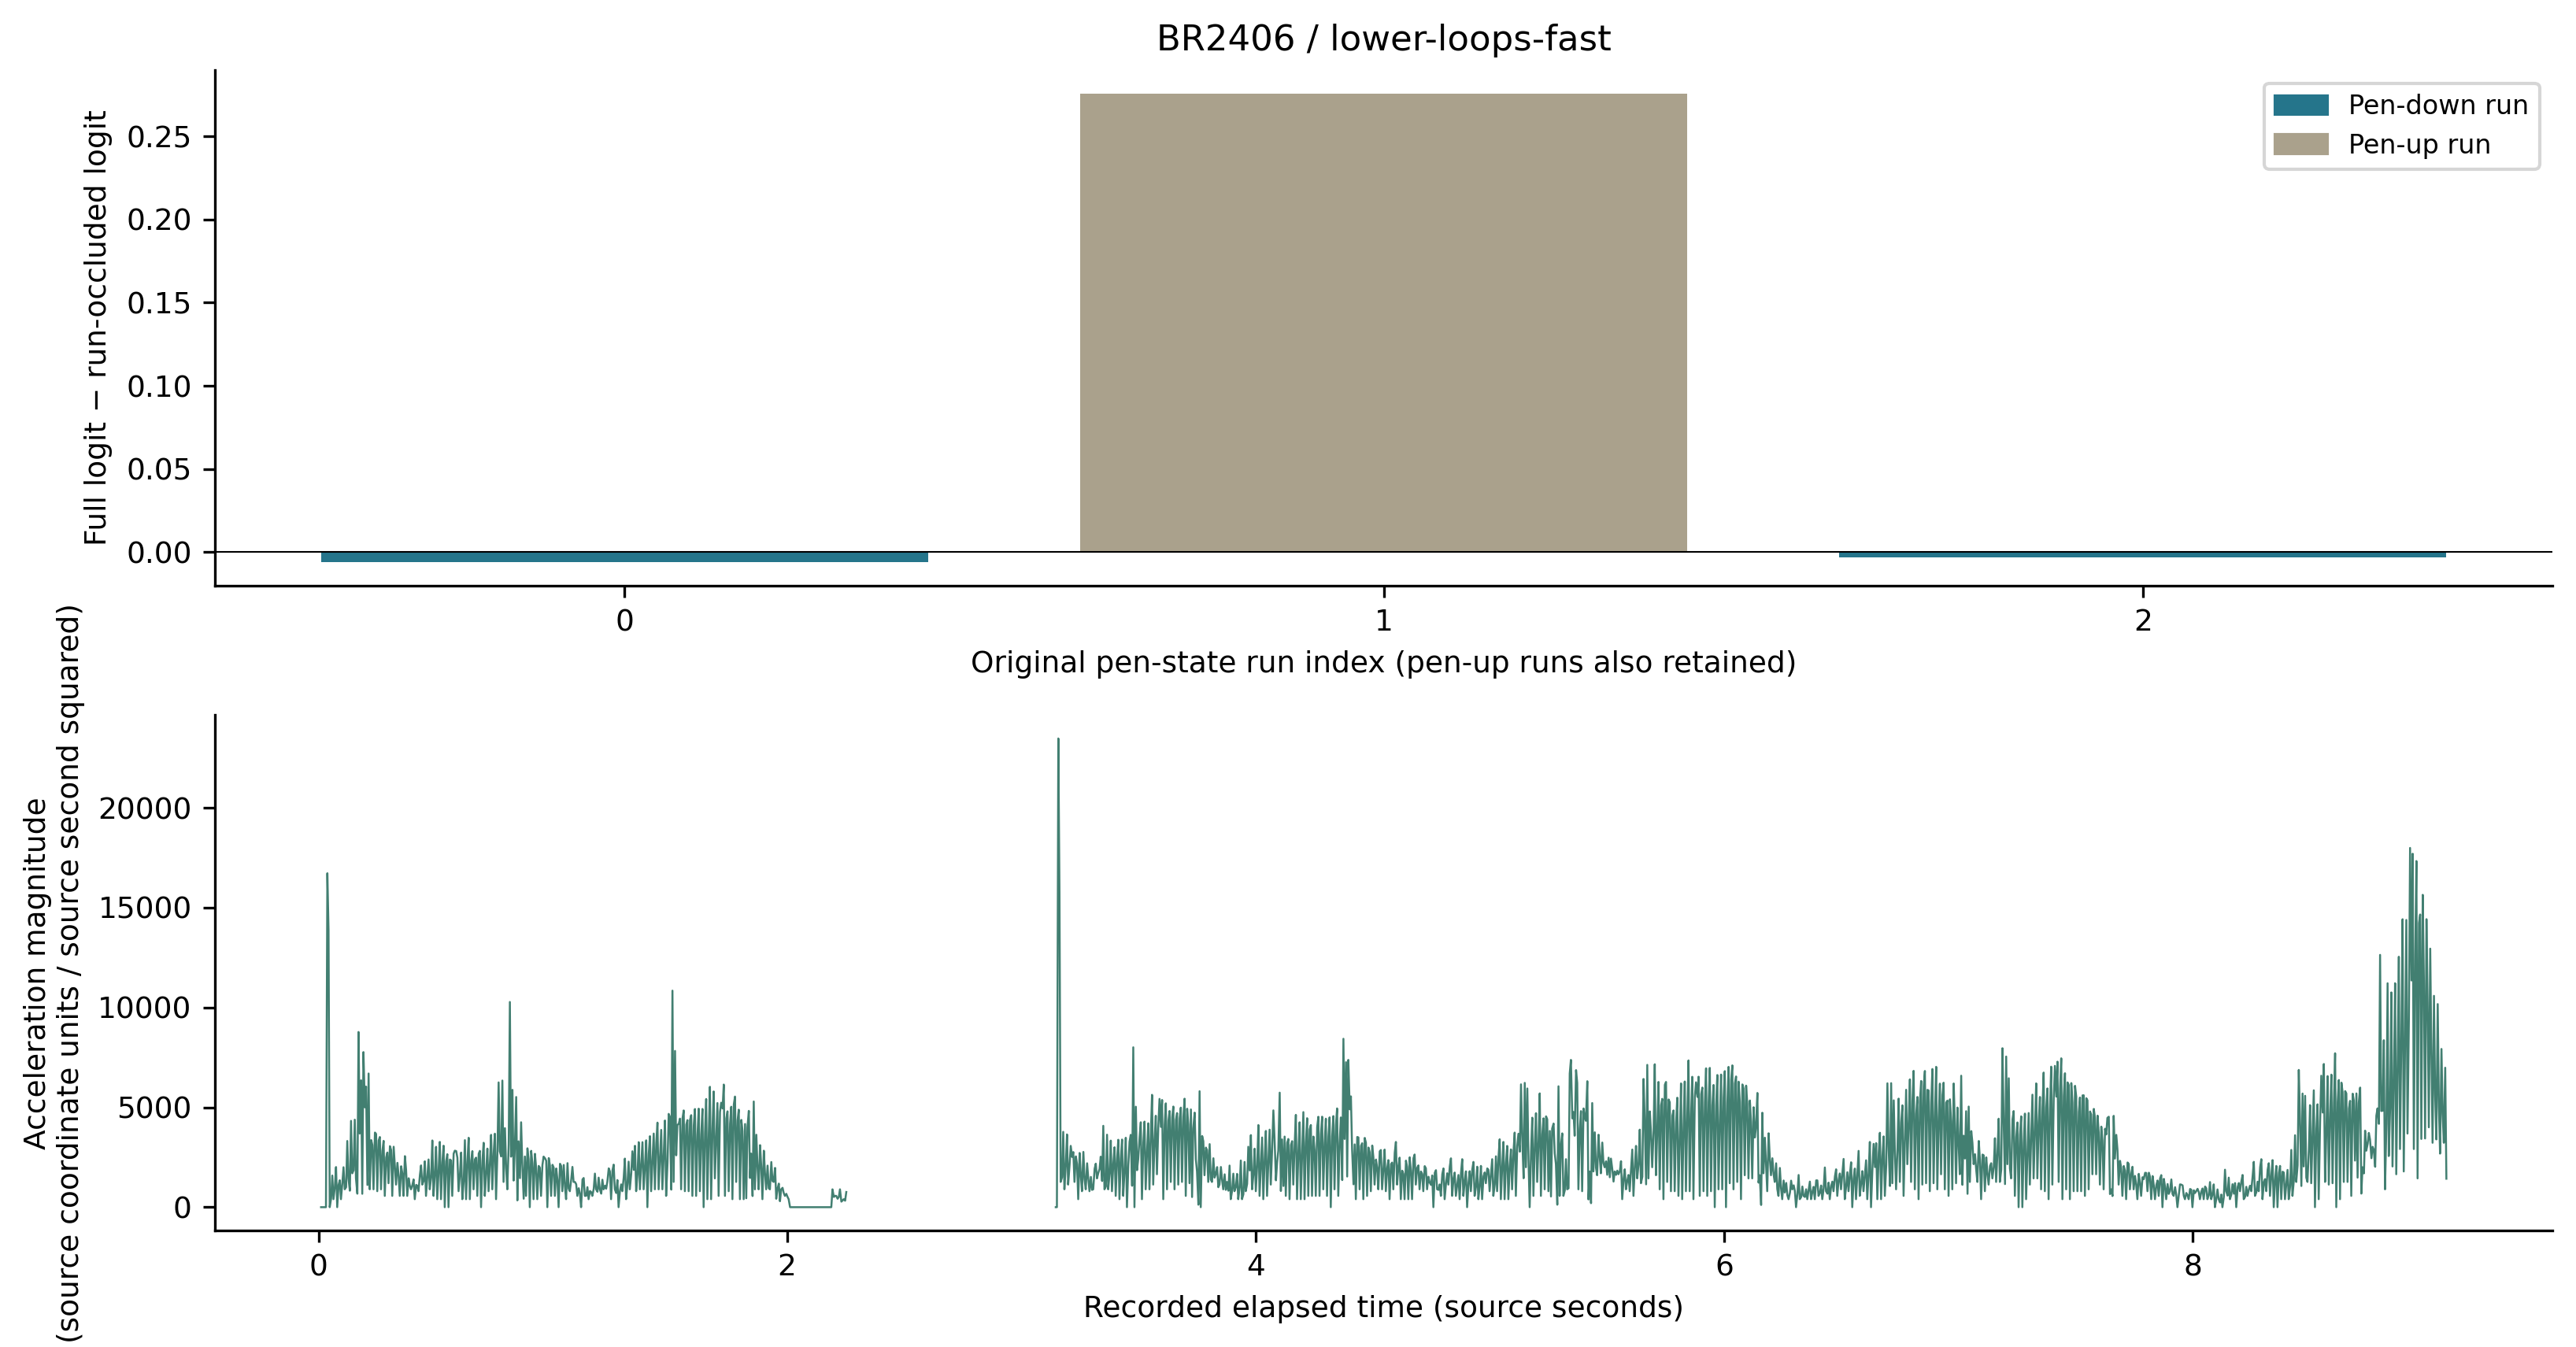 BR2406 / lower-loops-fast
Full logit − run-occluded logit
0.25
0.20
0.15
0.10
0.05
0.00
Pen-down run
Pen-up run
0 1 2
Original pen-state run index (pen-up runs also retained)
Acceleration magnitude
(source coordinate units / source second squared)
20000
15000
10000
5000
0
0 2 4 6 8
Recorded elapsed time (source seconds)